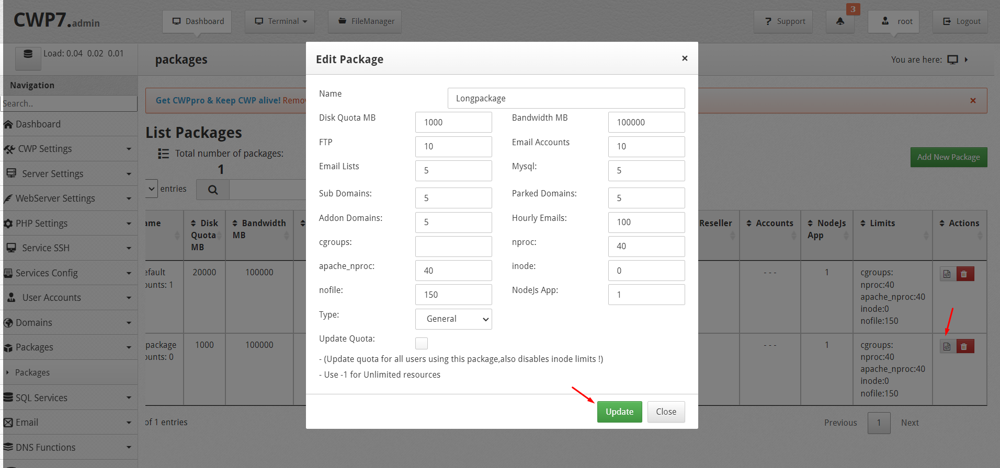 CWP7.admin
Dashboard
Terminal
FileManager
Support
3
root
Logout
Load: 0.04 0.02 0.01
packages
You are here:
Navigation
Search..
Get CWPpro & Keep CWP alive! Remov
Dashboard
CWP Settings
Server Settings
WebServer Settings
PHP Settings
Service SSH
Services Config
User Accounts
Domains
Packages
Packages
SQL Services
Email
DNS Functions
List Packages
Total number of packages:
1
Add New Package
entries
ame
Disk Quota MB
Bandwidth MB
Reseller
Accounts
NodeJs App
Limits
Actions
efault
ounts: 1
20000
100000
- - -
1
cgroups:
nproc:40
apache_nproc:40
inode:0
nofile:150
package
ounts: 0
1000
100000
- - -
1
cgroups:
nproc:40
apache_nproc:40
inode:0
nofile:150
of 1 entries
Previous
1
Next
Edit Package
×
Name
Longpackage
Disk Quota MB
1000
Bandwidth MB
100000
FTP
10
Email Accounts
10
Email Lists
5
Mysql:
5
Sub Domains:
5
Parked Domains:
5
Addon Domains:
5
Hourly Emails:
100
cgroups:
nproc:
40
apache_nproc:
40
inode:
0
nofile:
150
NodeJs App:
1
Type:
General
Update Quota:
- (Update quota for all users using this package,also disables inode limits !)
- Use -1 for Unlimited resources
Update
Close